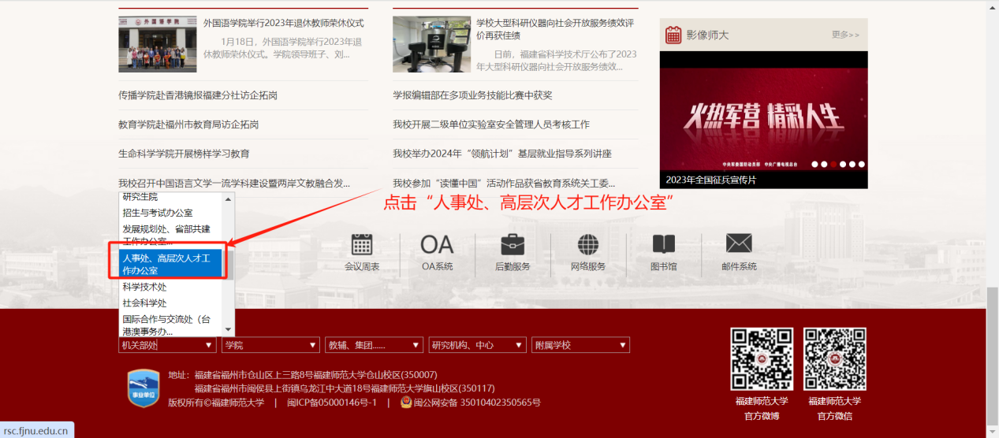 外国语学院
外国语学院举行2023年退休教师荣休仪式
1月18日，外国语学院举行2023年退
休教师荣休仪式。学院领导班子、刘...
传播学院赴香港镜报福建分社访企拓岗
教育学院赴福州市教育局访企拓岗
生命科学学院开展榜样学习教育
我校召开中国语言文学一流学科建设暨两岸文教融合发...
学校大型科研仪器向社会开放服务绩效评
价再获佳绩
日前，福建省科学技术厅公布了2023
年大型科研仪器向社会开放服务绩效...
学报编辑部在多项业务技能比赛中获奖
我校开展二级单位实验室安全管理人员考核工作
我校举办2024年“领航计划”基层就业指导系列讲座
我校参加“读懂中国”活动作品获省教育系统关工委...
影像师大
更多>>
火热军营 精彩人生
中央军委国防动员部 中央广播电视总台
2023年全国征兵宣传片
点击“人事处、高层次人才工作办公室”
研究生院
招生与考试办公室
发展规划处、省部共建
工作办公室...
人事处、高层次人才工
作办公室
科学技术处
社会科学处
国际合作与交流处（台
港澳事务办...
OA
会议周表
OA系统
后勤服务
网络服务
图书馆
邮件系统
机关部处
学院
教辅、集团......
研究机构、中心
附属学校
事业单位
地址：福建省福州市仓山区上三路8号福建师范大学仓山校区(350007)
福建省福州市闽侯县上街镇乌龙江中大道18号福建师范大学旗山校区(350117)
版权所有©福建师范大学 | 闽ICP备05000146号-1 | 闽公网安备 35010402350565号
福建师范大学
官方微博
福建师范大学
官方微信
rsc.fjnu.edu.cn